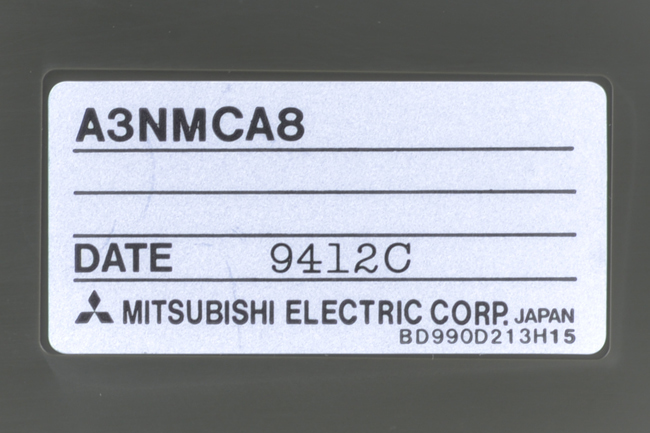 A3NMCA8
DATE 9412C
MITSUBISHI ELECTRIC CORP. JAPAN
BD990D213H15